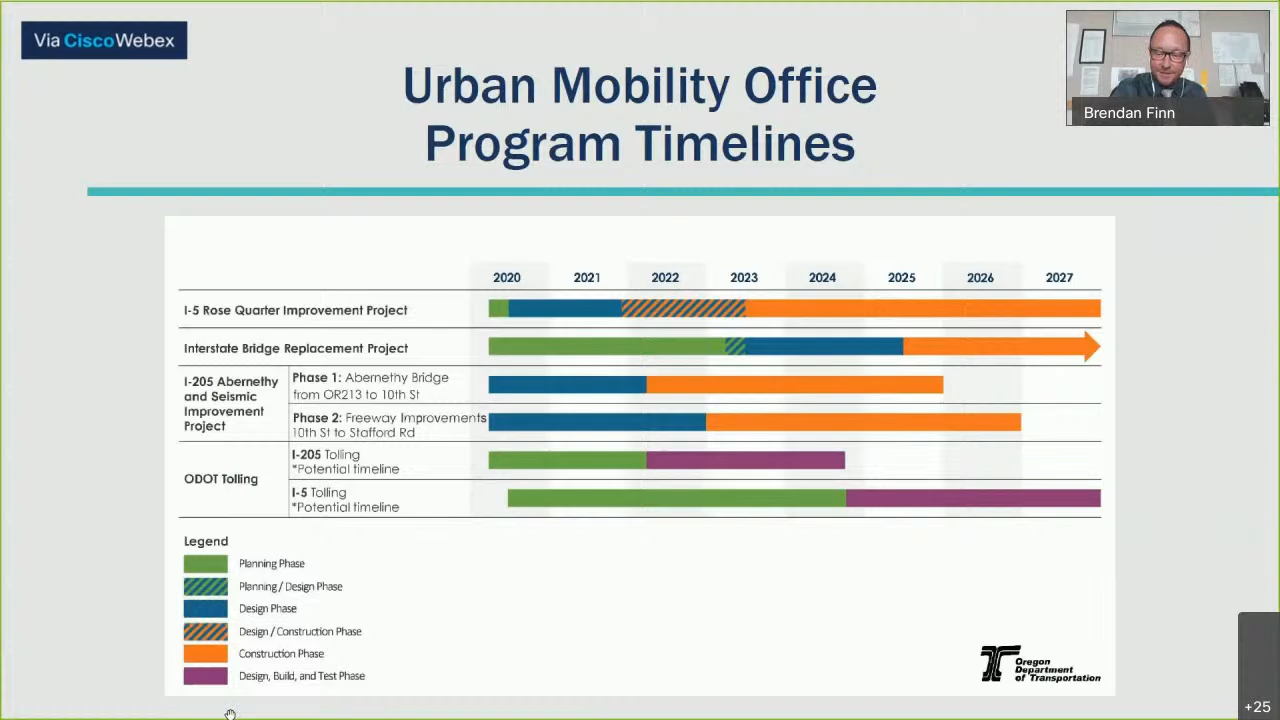 Via CiscoWebex
Brendan Finn
Urban Mobility Office
Program Timelines
2020 2021 2022 2023 2024 2025 2026 2027
I-5 Rose Quarter Improvement Project
Interstate Bridge Replacement Project
I-205 Abernethy
and Seismic
Improvement
Project
Phase 1: Abernethy Bridge
from OR213 to 10th St
Phase 2: Freeway Improvements
10th St to Stafford Rd
ODOT Tolling
I-205 Tolling
*Potential timeline
I-5 Tolling
*Potential timeline
Legend
Planning Phase
Planning / Design Phase
Design Phase
Design / Construction Phase
Construction Phase
Design, Build, and Test Phase
Oregon
Department
of Transportation
+25